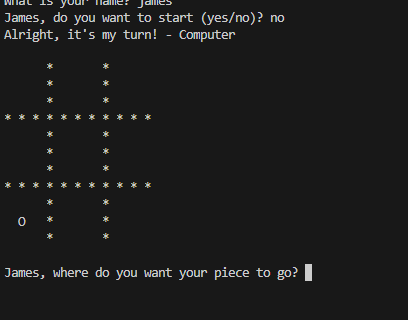 What is your name? james
James, do you want to start (yes/no)? no
Alright, it's my turn! - Computer
* *
* *
* *
* * * * * * * * * * *
* *
* *
* *
* * * * * * * * * * *
* *
O * *
* *
James, where do you want your piece to go?